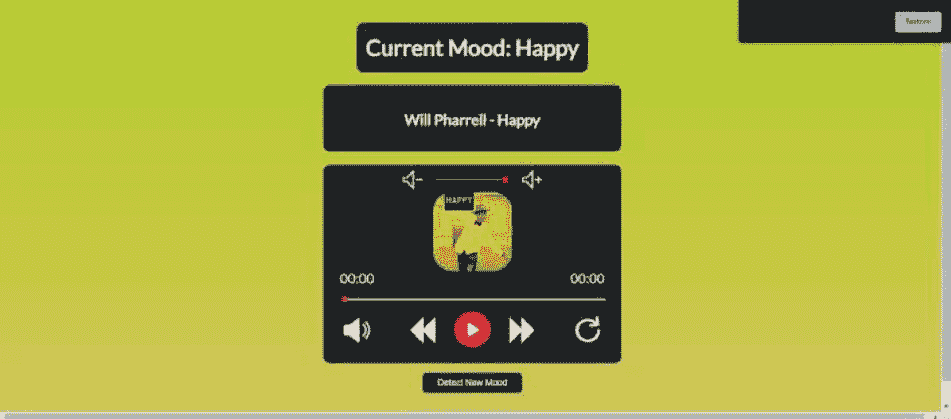 Current Mood: Happy
Will Pharrell - Happy
HAPPY
00:00
00:00
Detect New Mood